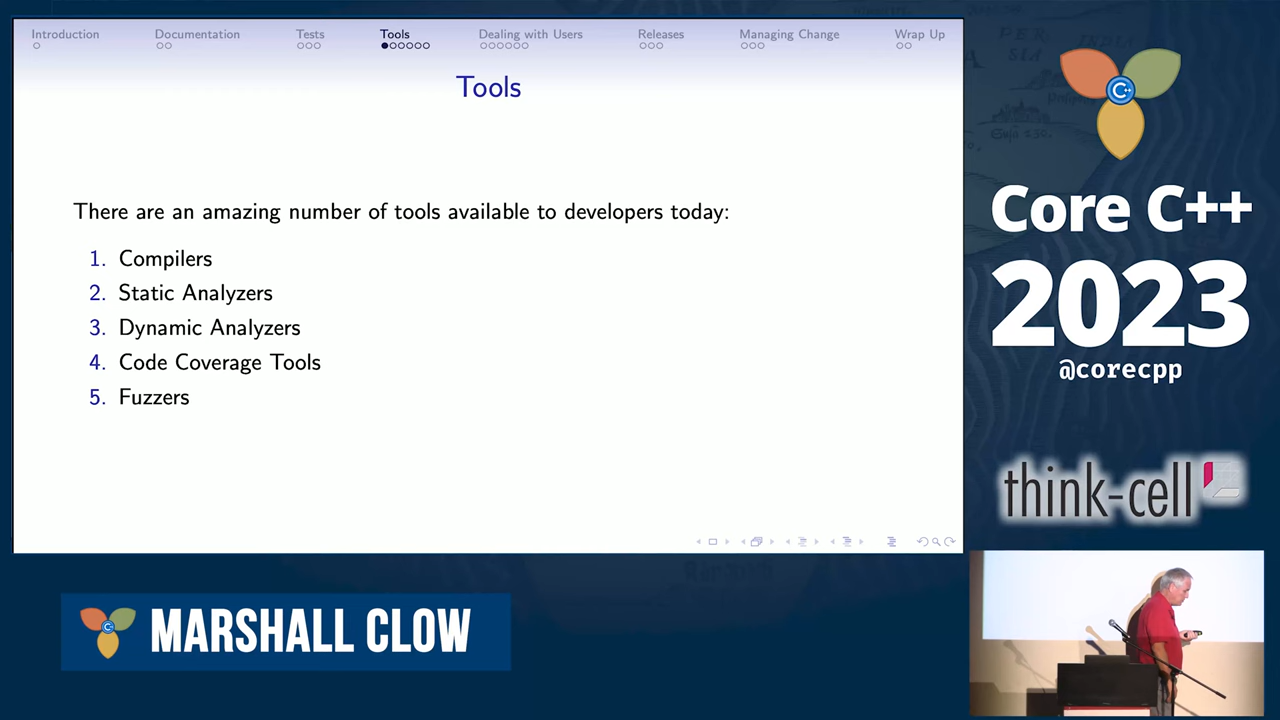 Introduction Documentation Tests Tools Dealing with Users Releases Managing Change Wrap Up
Tools
There are an amazing number of tools available to developers today:
1. Compilers
2. Static Analyzers
3. Dynamic Analyzers
4. Code Coverage Tools
5. Fuzzers
C++
Core C++
2023
@corecpp
think-cell
C++
MARSHALL CLOW